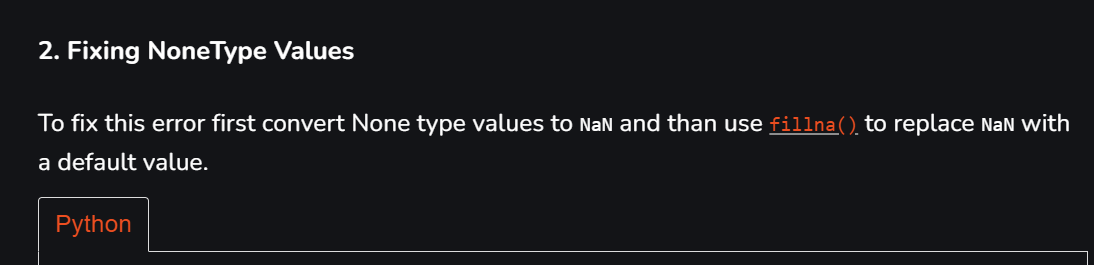 2. Fixing NoneType Values
To fix this error first convert None type values to NaN and than use fillna() to replace NaN with
a default value.
Python